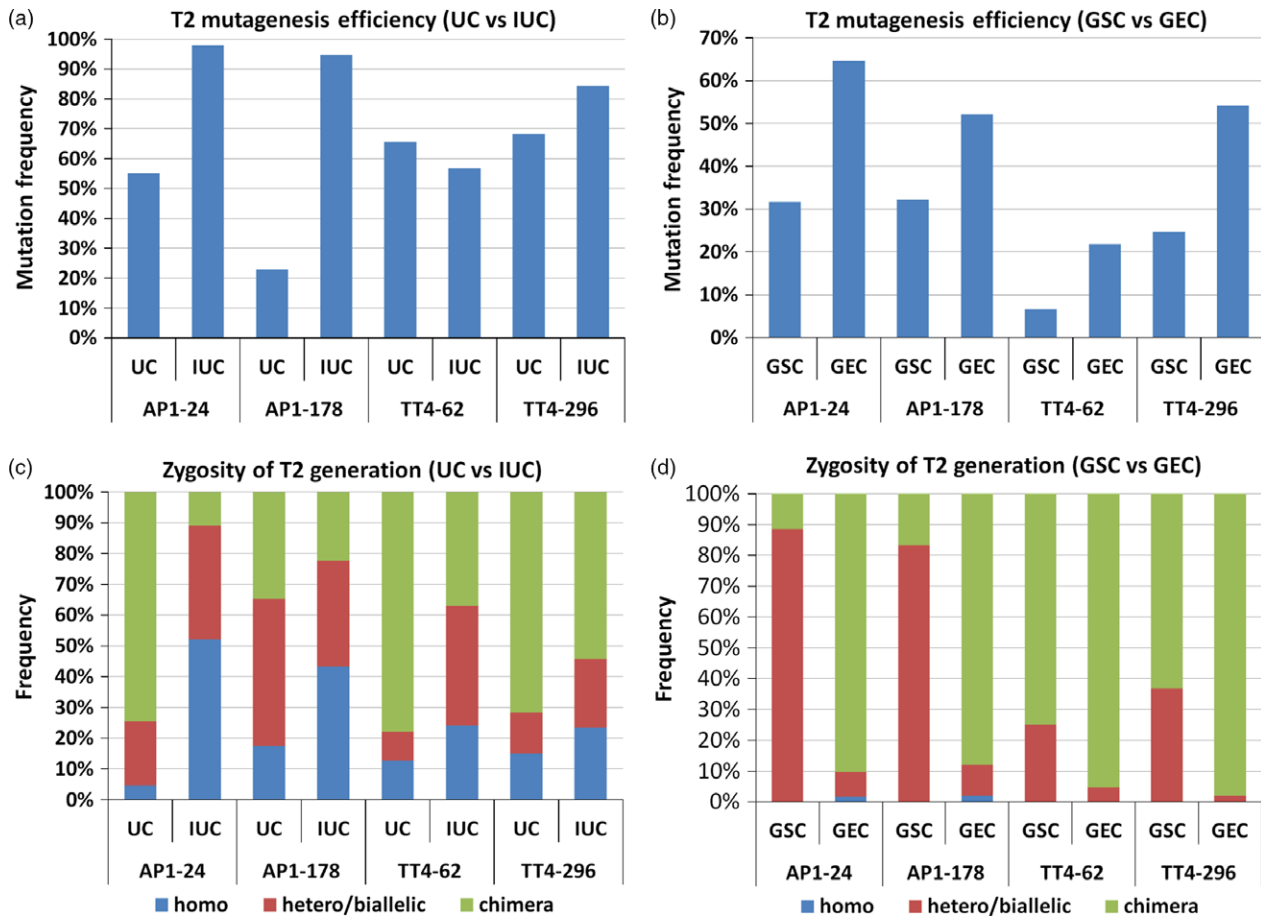 (a)
T2 mutagenesis efficiency (UC vs IUC)
Mutation frequency
100%
90%
80%
70%
60%
50%
40%
30%
20%
10%
0%
UC IUC UC IUC UC IUC UC IUC
AP1-24 AP1-178 TT4-62 TT4-296
(b)
T2 mutagenesis efficiency (GSC vs GEC)
Mutation frequency
70%
60%
50%
40%
30%
20%
10%
0%
GSC GEC GSC GEC GSC GEC GSC GEC
AP1-24 AP1-178 TT4-62 TT4-296
(c)
Zygosity of T2 generation (UC vs IUC)
Frequency
100%
90%
80%
70%
60%
50%
40%
30%
20%
10%
0%
UC IUC UC IUC UC IUC UC IUC
AP1-24 AP1-178 TT4-62 TT4-296
homo hetero/biallelic chimera
(d)
Zygosity of T2 generation (GSC vs GEC)
Frequency
100%
90%
80%
70%
60%
50%
40%
30%
20%
10%
0%
GSC GEC GSC GEC GSC GEC GSC GEC
AP1-24 AP1-178 TT4-62 TT4-296
homo hetero/biallelic chimera